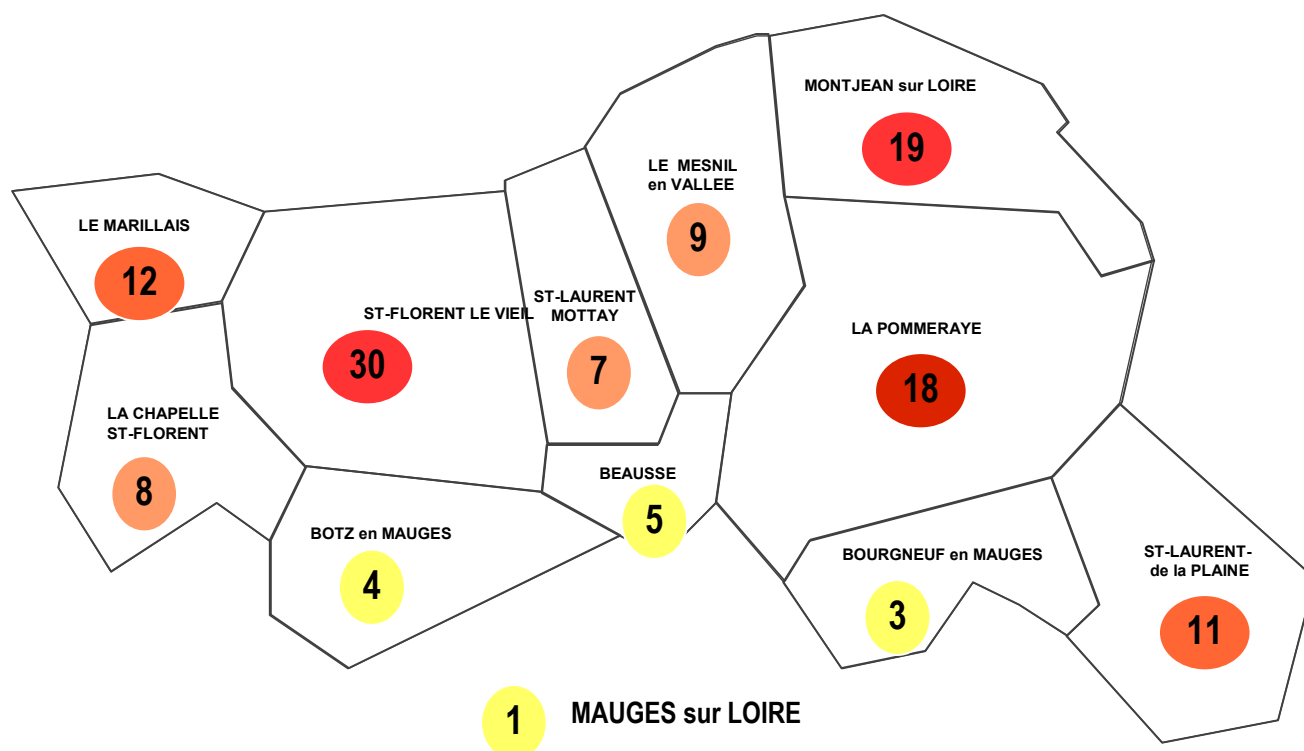 MONTJEAN sur LOIRE
19
LE MESNIL
en VALLEE
9
LE MARILLAIS
12
ST-FLORENT LE VIEIL
30
ST-LAURENT
MOTTAY
7
LA POMMERAYE
18
LA CHAPELLE
ST-FLORENT
8
BEAUSSE
5
BOTZ en MAUGES
4
BOURGNEUF en MAUGES
3
ST-LAURENT-
de la PLAINE
11
1
MAUGES sur LOIRE